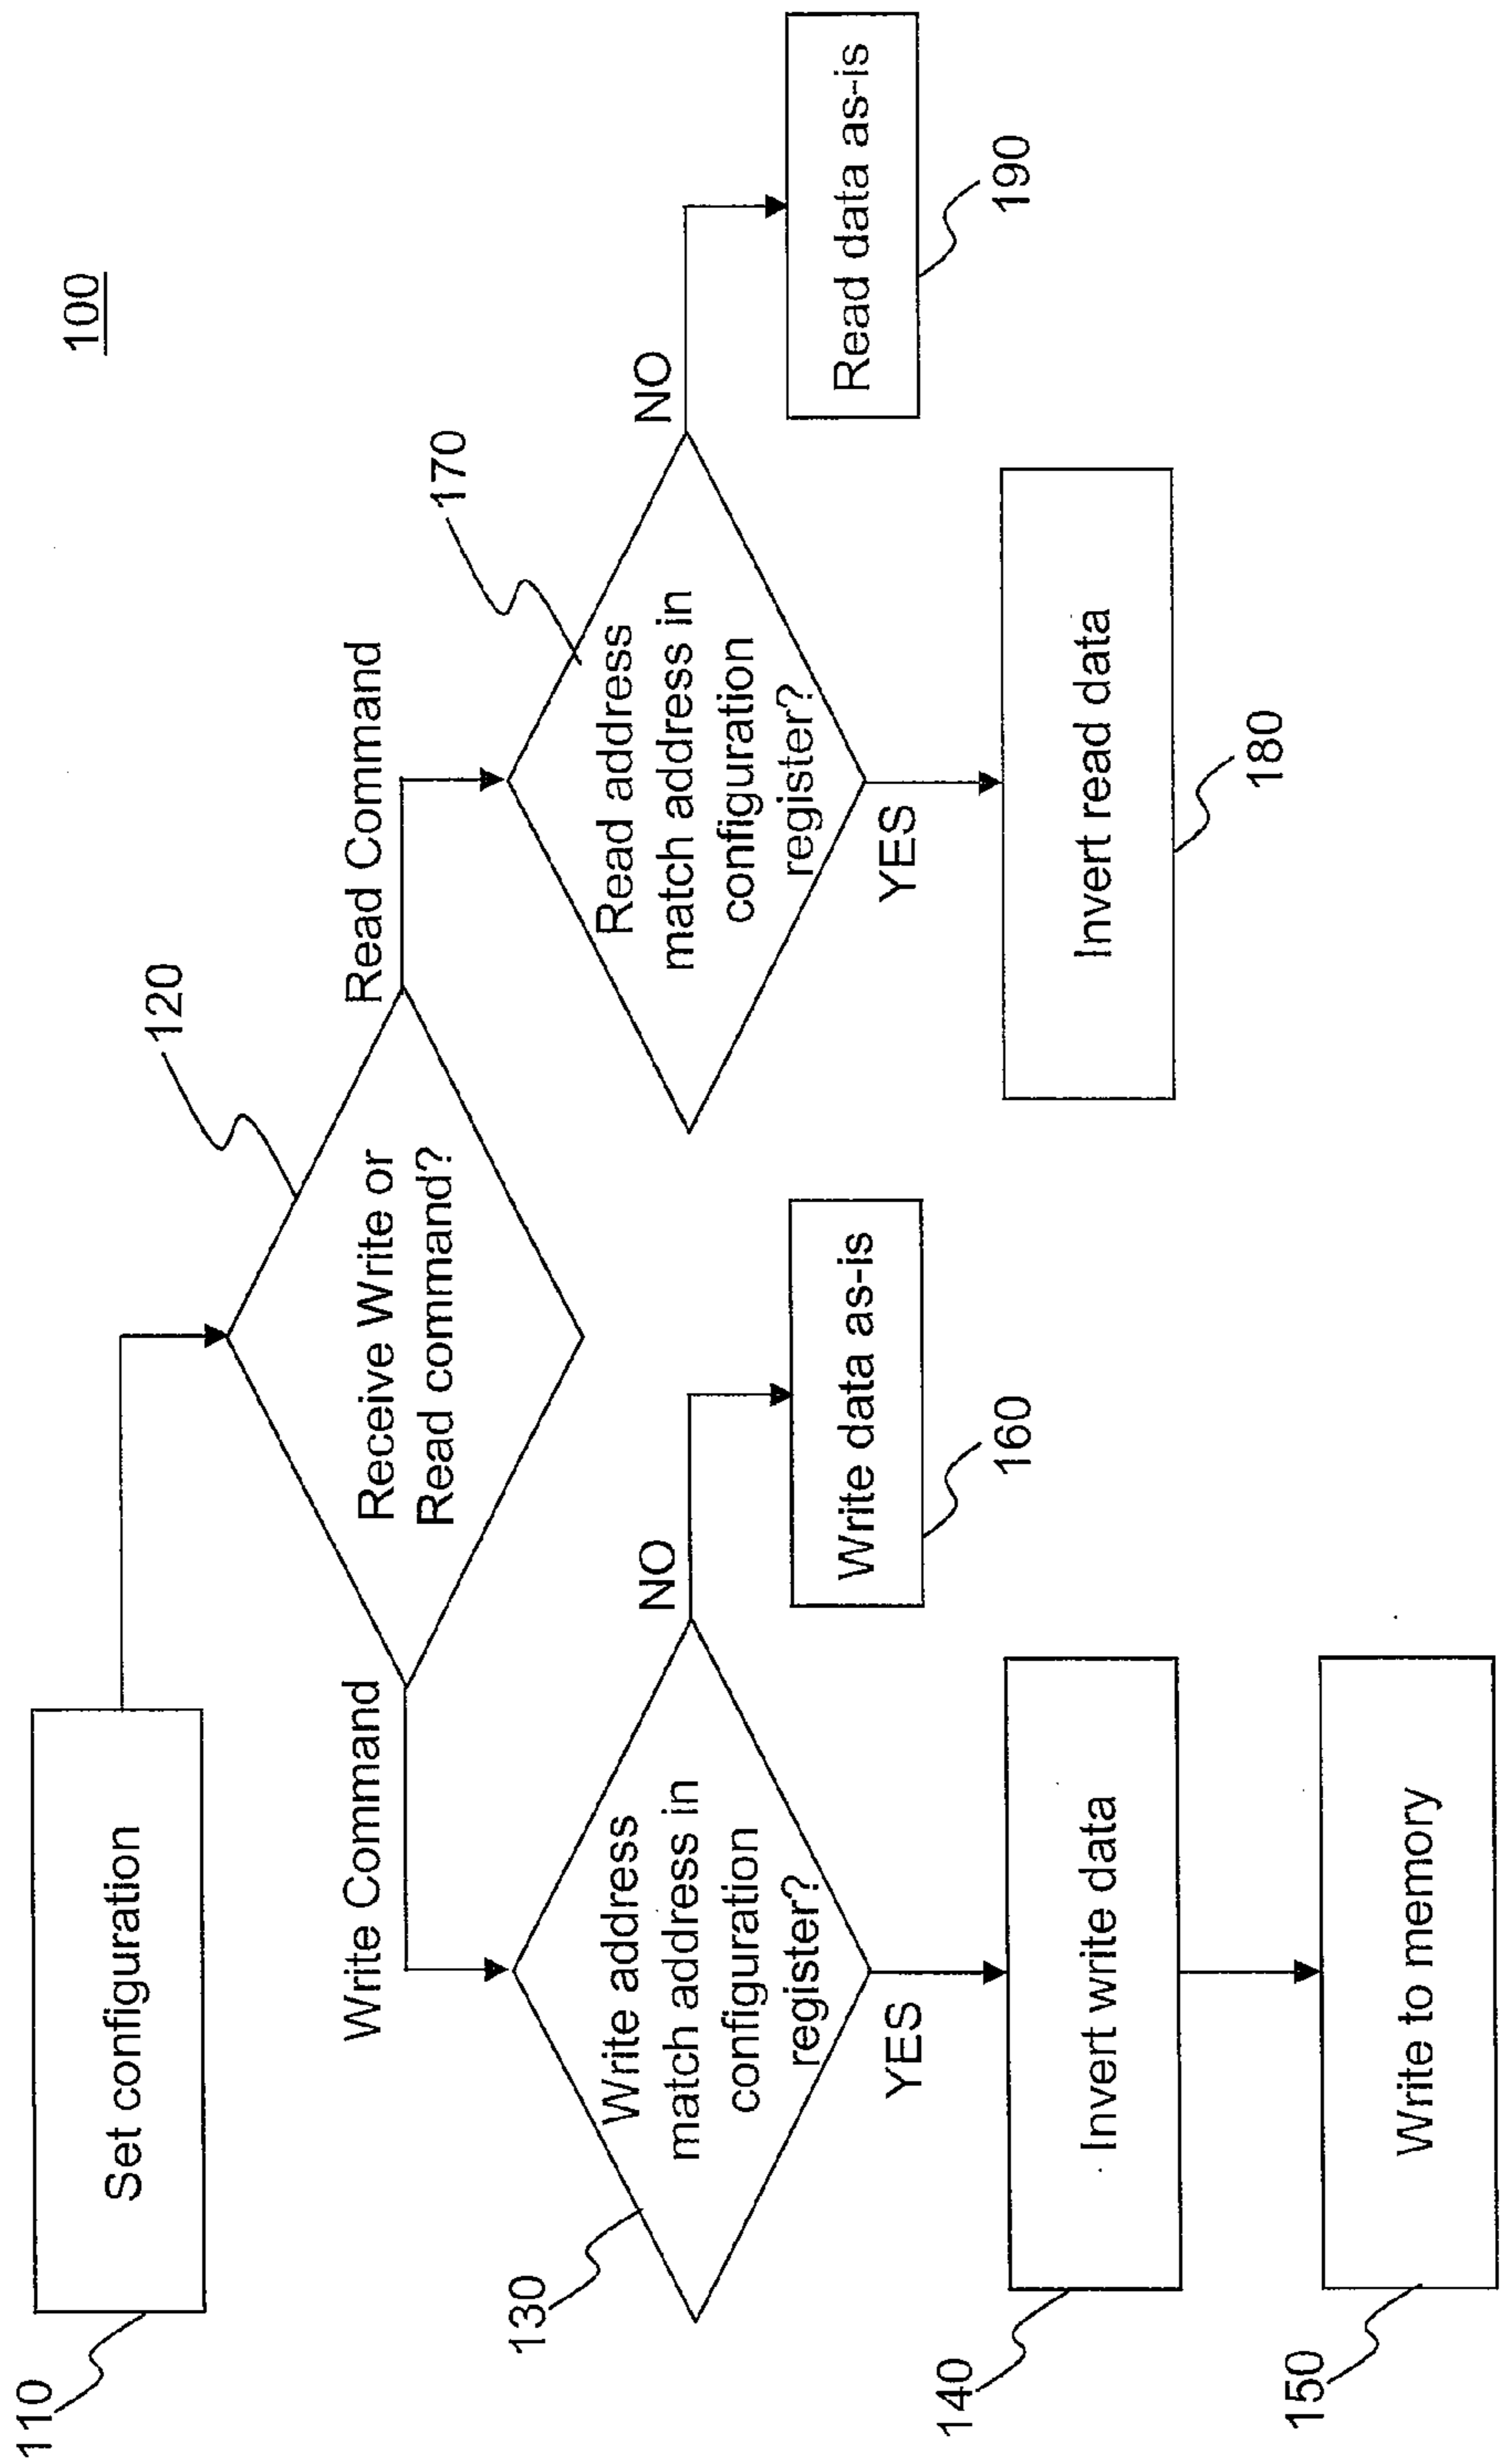 100
110
Set configuration
120
Receive Write or
Read command?
Write Command
Read Command
130
Write address
match address in
configuration
register?
NO
YES
170
Read address
match address in
configuration
register?
NO
YES
Write data as-is
160
Read data as-is
190
140
Invert write data
Invert read data
180
150
Write to memory